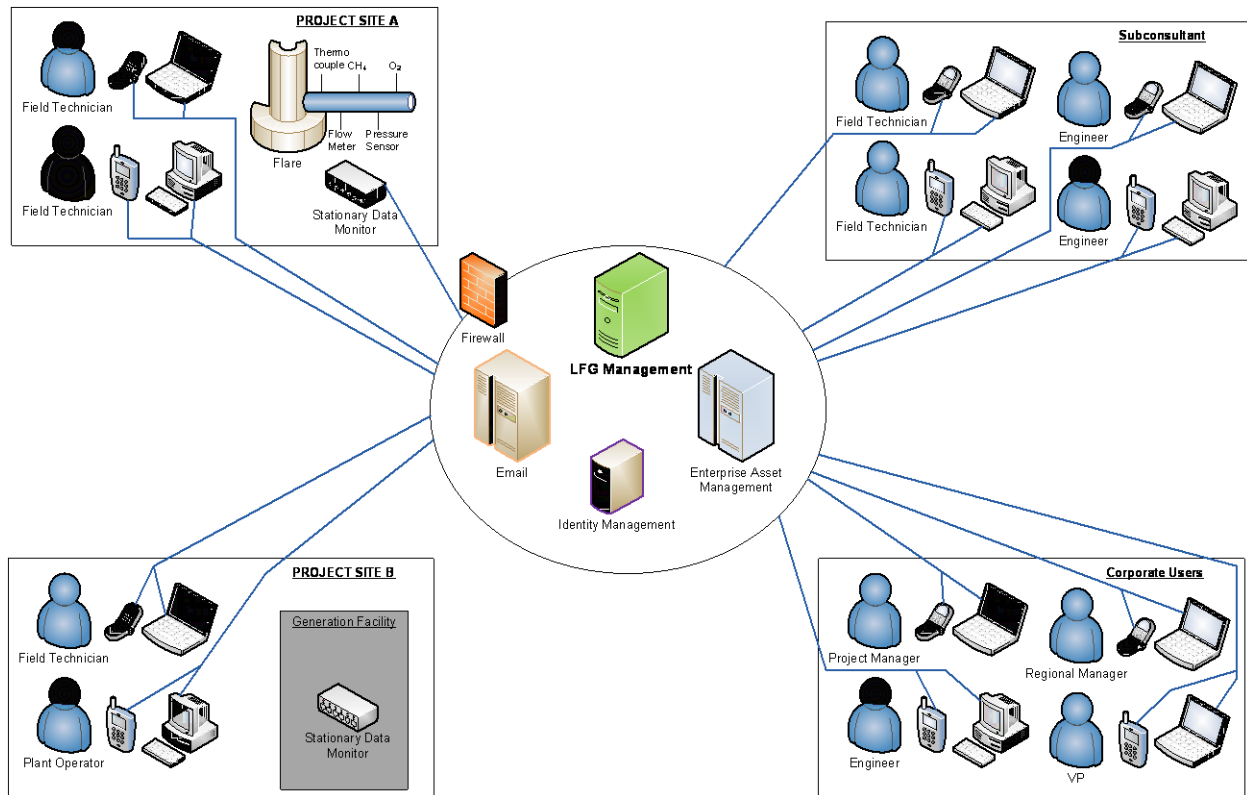 PROJECT SITE A
Field Technician
Thermo
couple
CH₄
O₂
Flow
Meter
Pressure
Sensor
Flare
Field Technician
Stationary Data
Monitor
Subconsultant
Field Technician
Engineer
Field Technician
Engineer
Firewall
LFG Management
Email
Enterprise Asset
Management
Identity Management
PROJECT SITE B
Field Technician
Generation Facility
Plant Operator
Stationary Data
Monitor
Corporate Users
Project Manager
Regional Manager
Engineer
VP